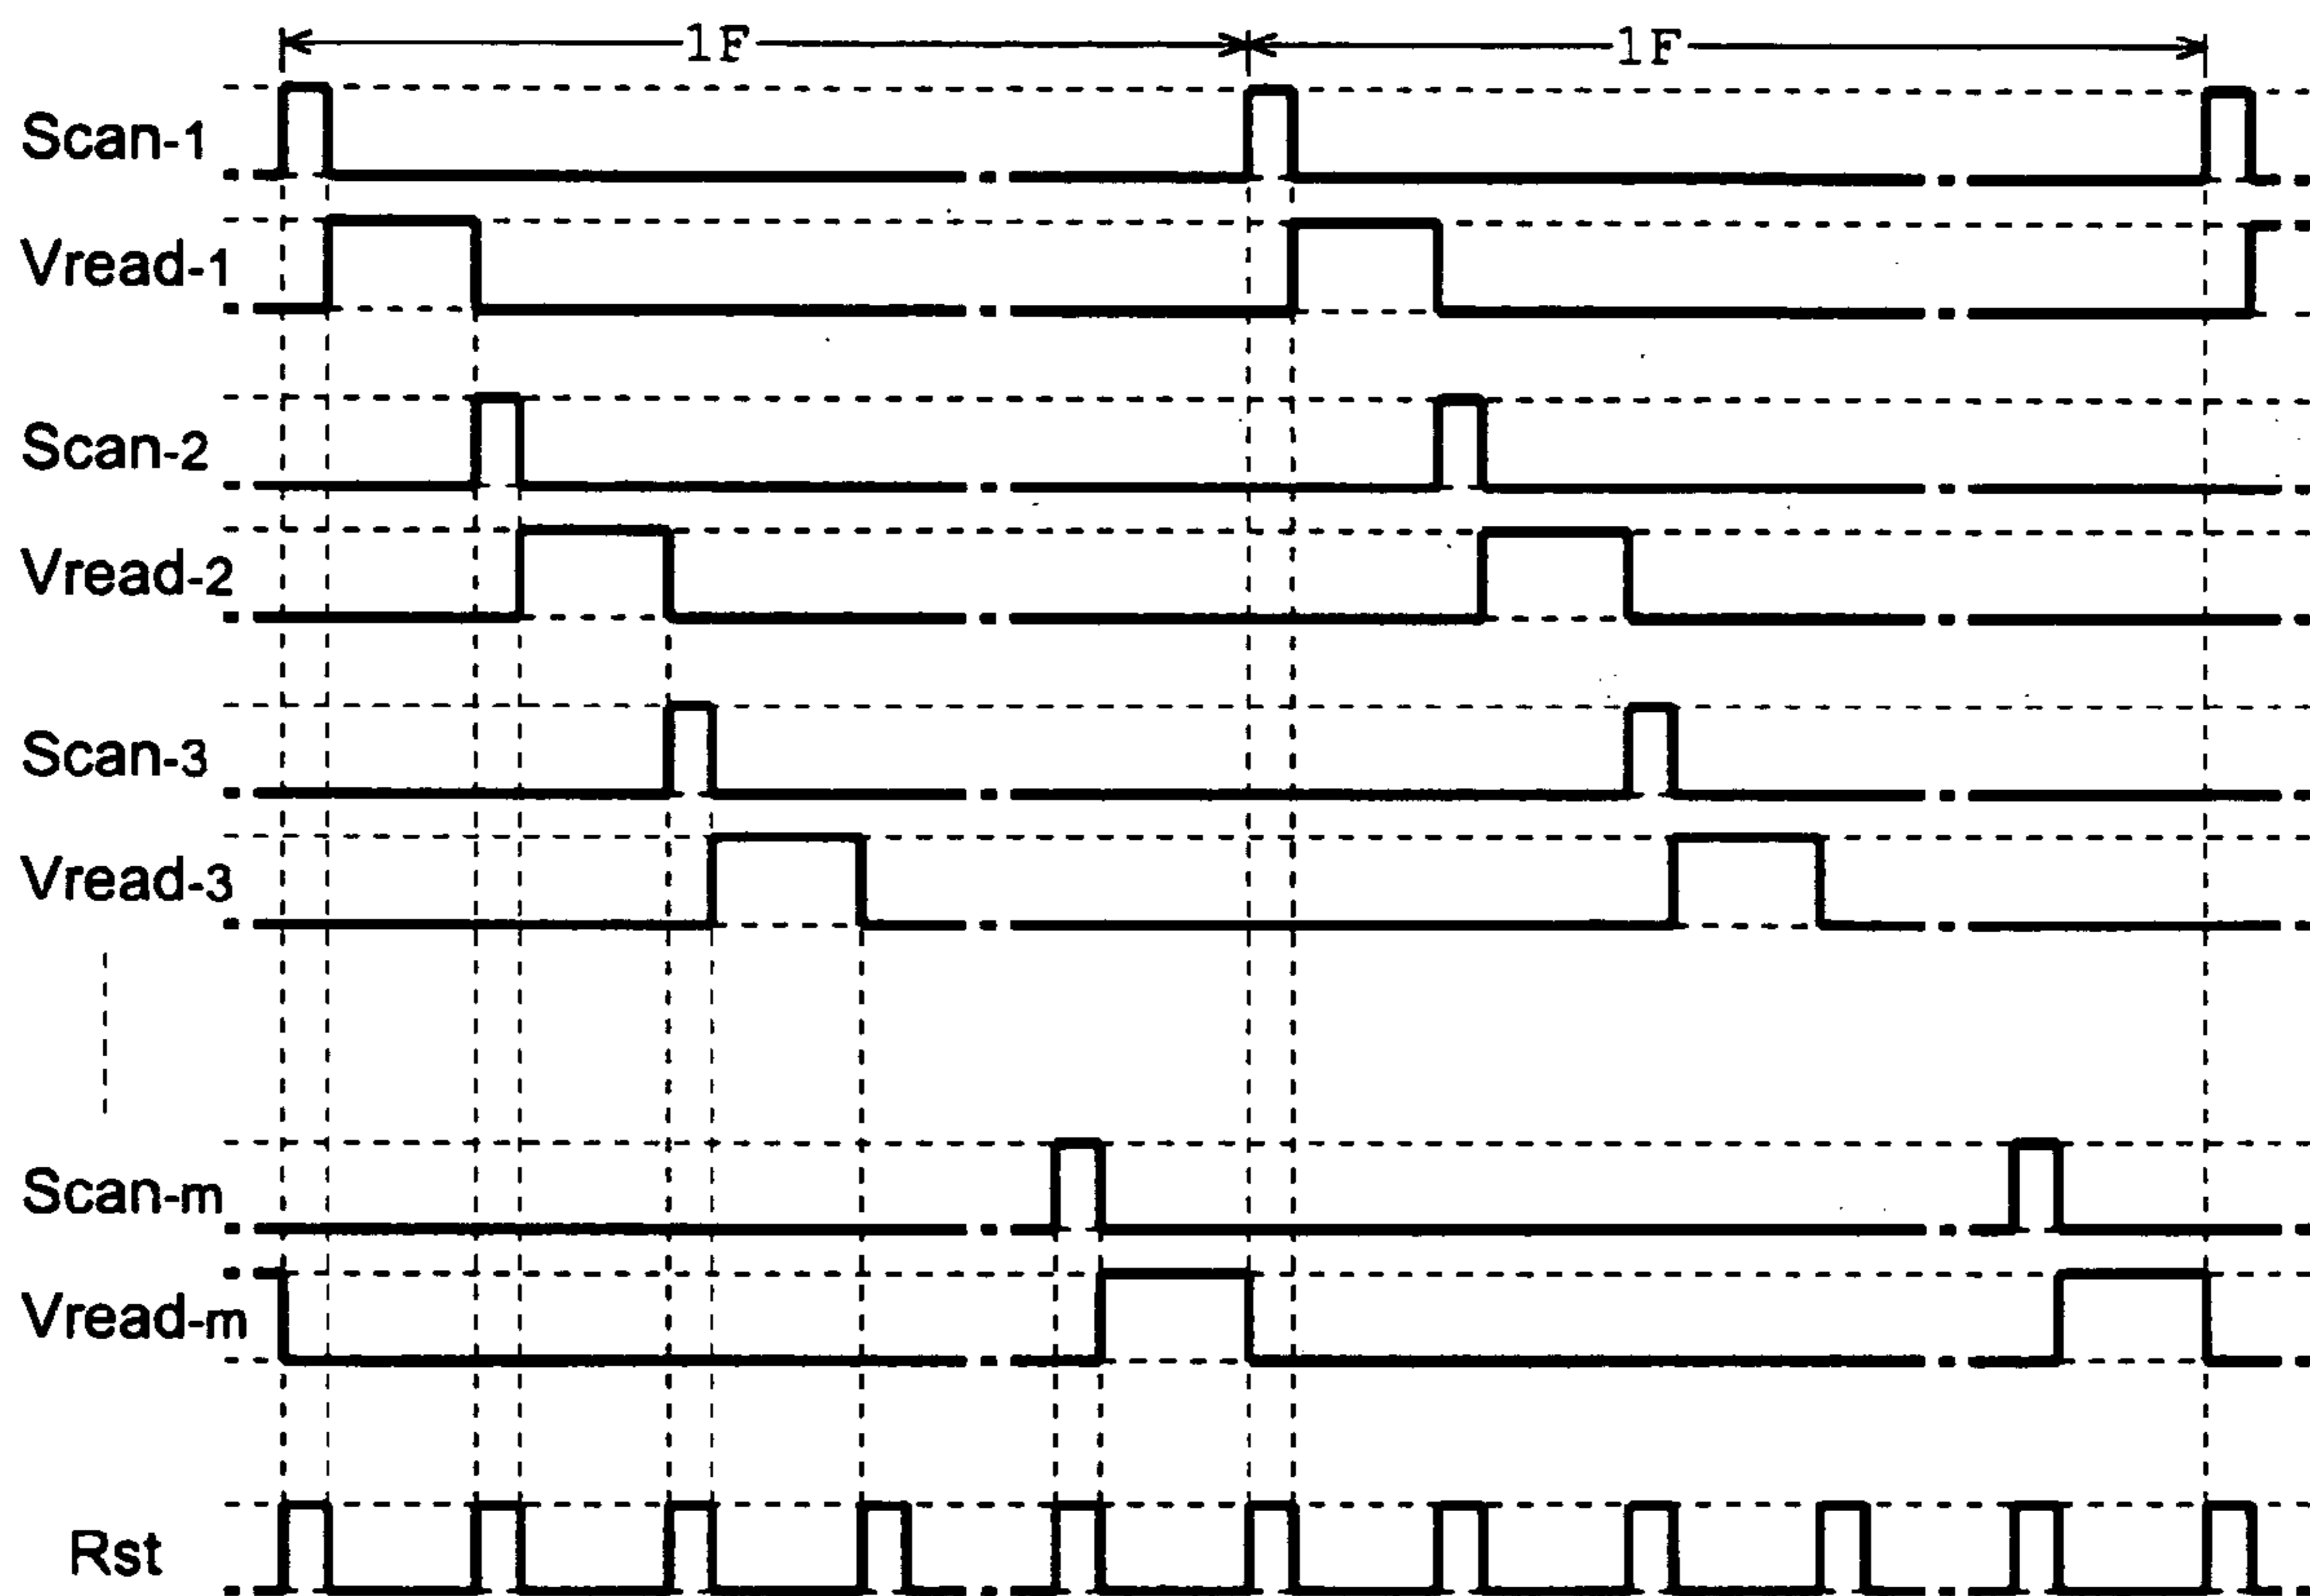 1F 1F
Scan-1
Vread-1
Scan-2
Vread-2
Scan-3
Vread-3
Scan-m
Vread-m
Rst